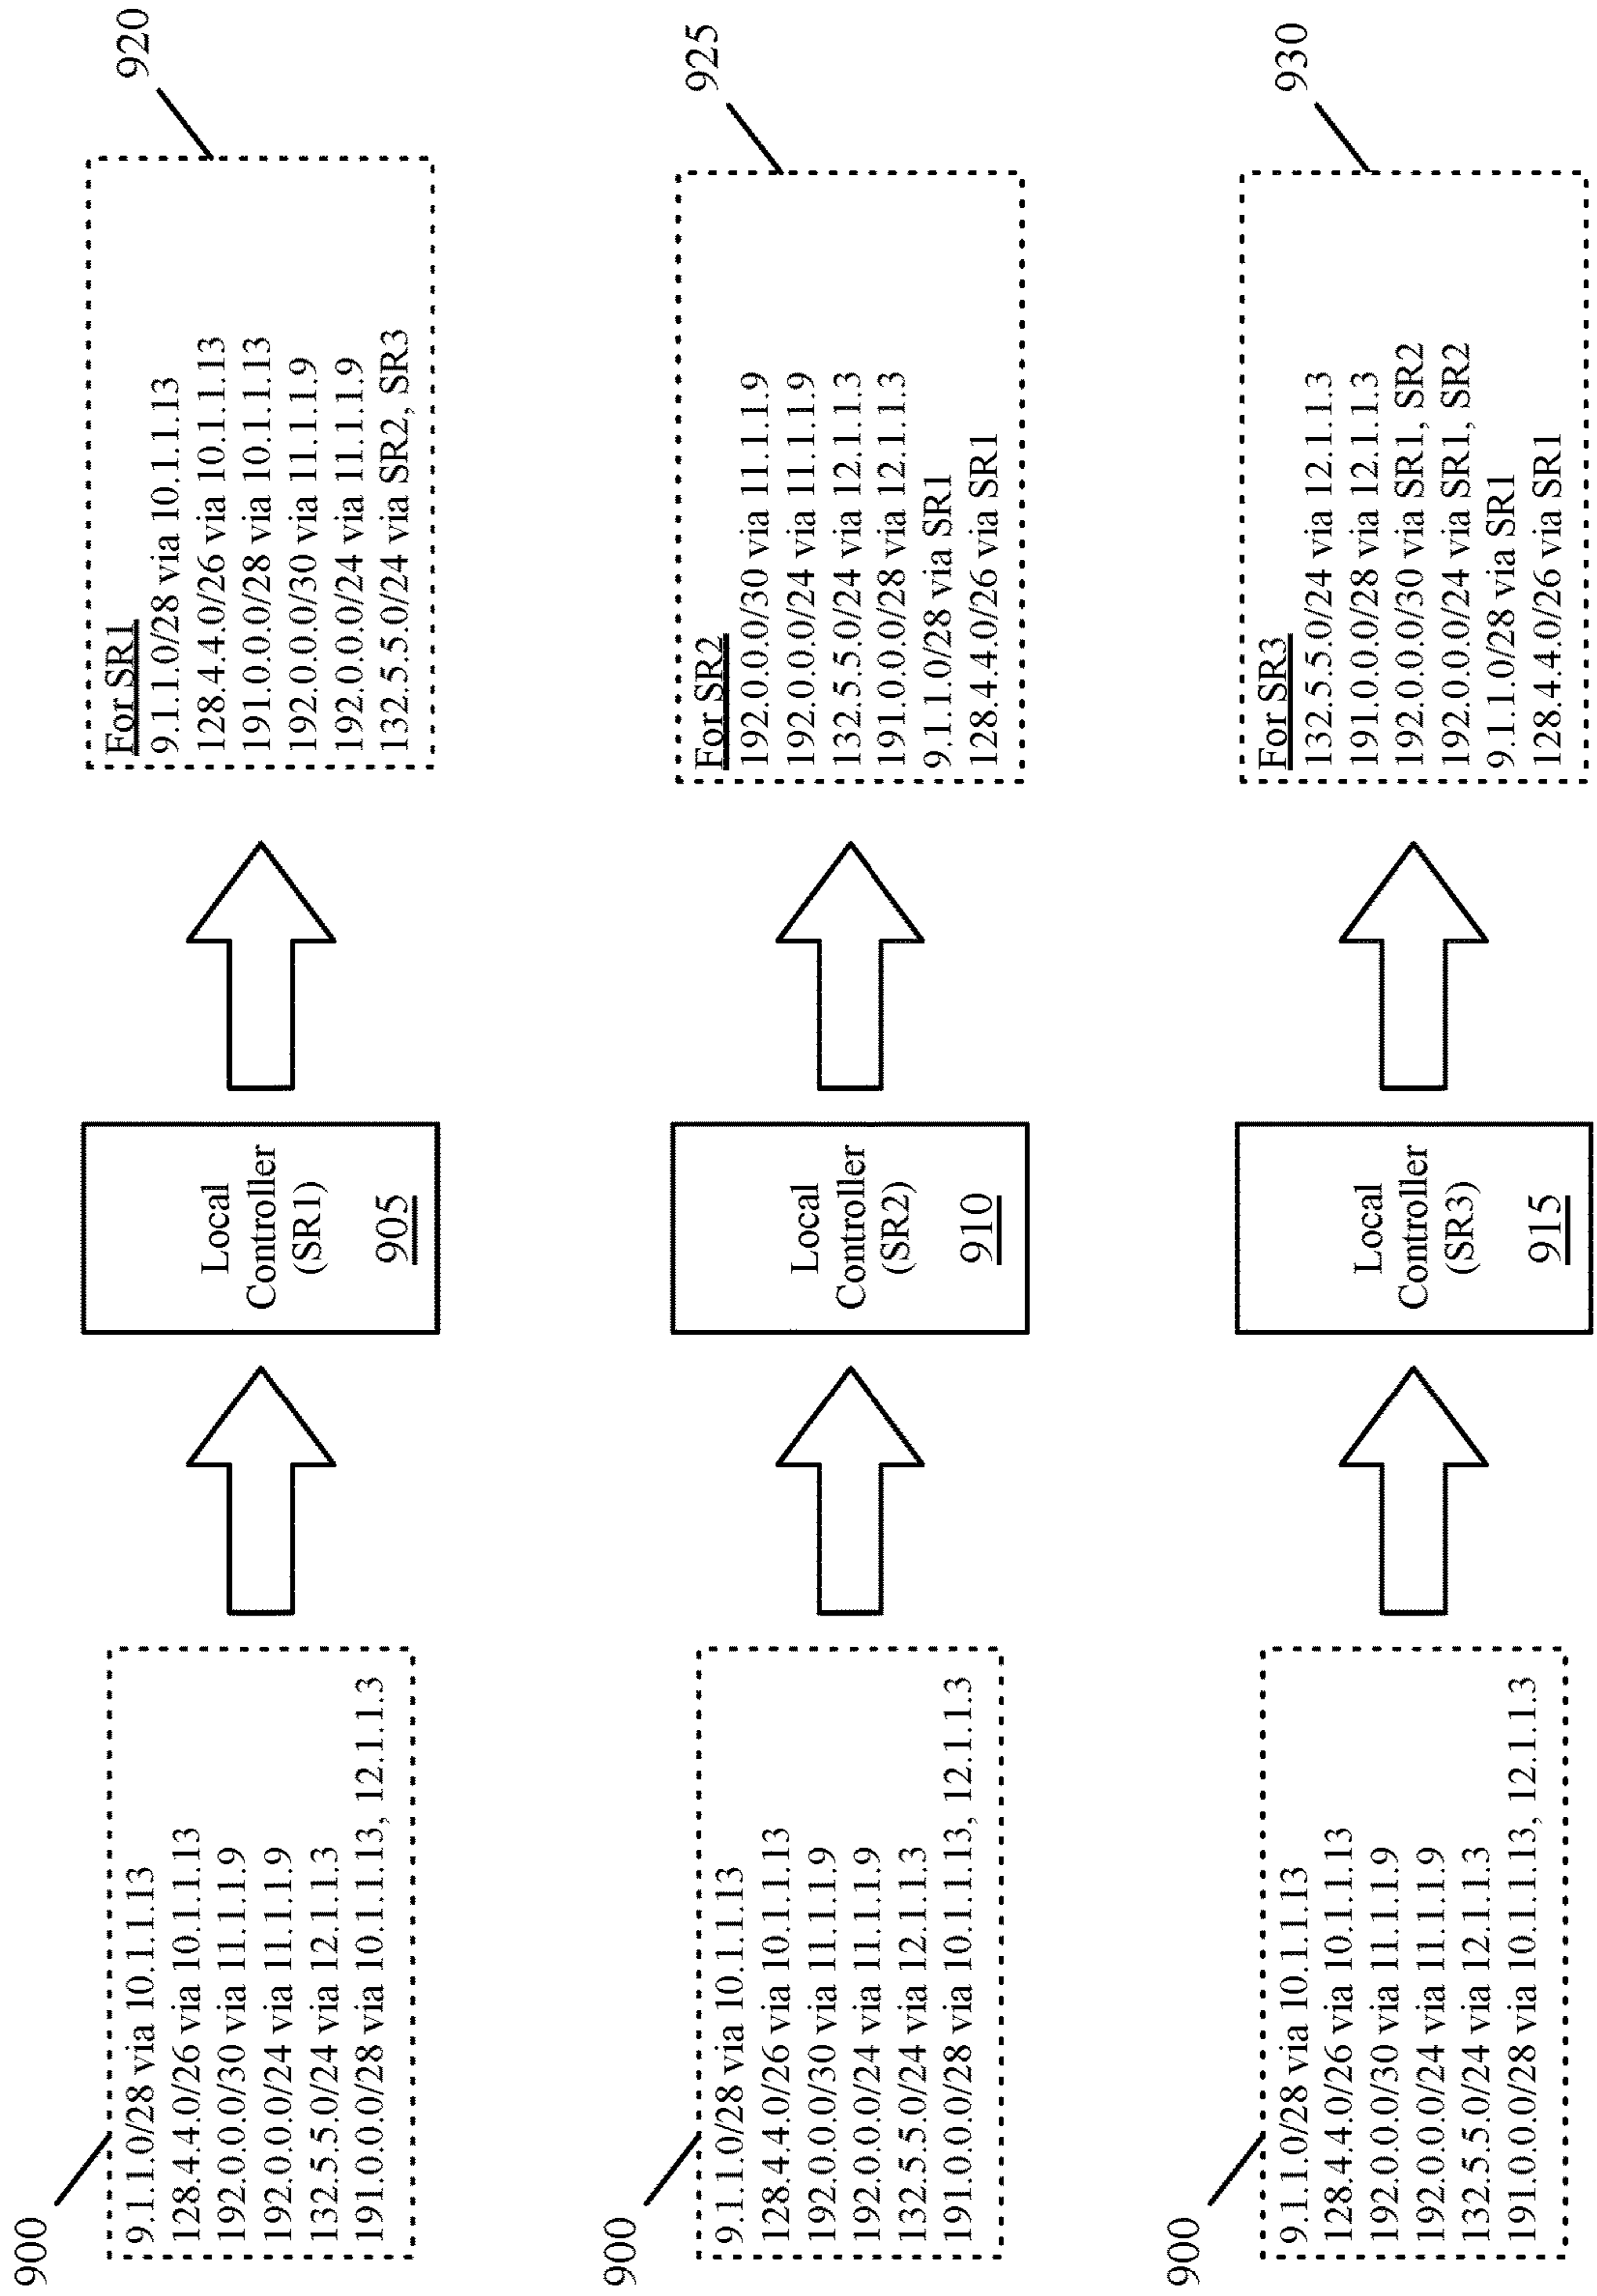 900
9.1.1.0/28 via 10.1.1.13
128.4.4.0/26 via 10.1.1.13
192.0.0.0/30 via 11.1.1.9
192.0.0.0/24 via 11.1.1.9
132.5.5.0/24 via 12.1.1.3
191.0.0.0/28 via 10.1.1.13, 12.1.1.3
Local
Controller
(SR1)
905
920
For SR1
9.1.1.0/28 via 10.1.1.13
128.4.4.0/26 via 10.1.1.13
191.0.0.0/28 via 10.1.1.13
192.0.0.0/30 via 11.1.1.9
192.0.0.0/24 via 11.1.1.9
132.5.5.0/24 via SR2, SR3
900
9.1.1.0/28 via 10.1.1.13
128.4.4.0/26 via 10.1.1.13
192.0.0.0/30 via 11.1.1.9
192.0.0.0/24 via 11.1.1.9
132.5.5.0/24 via 12.1.1.3
191.0.0.0/28 via 10.1.1.13, 12.1.1.3
Local
Controller
(SR2)
910
925
For SR2
192.0.0.0/30 via 11.1.1.9
192.0.0.0/24 via 11.1.1.9
132.5.5.0/24 via 12.1.1.3
191.0.0.0/28 via 12.1.1.3
9.1.1.0/28 via SR1
128.4.4.0/26 via SR1
900
9.1.1.0/28 via 10.1.1.13
128.4.4.0/26 via 10.1.1.13
192.0.0.0/30 via 11.1.1.9
192.0.0.0/24 via 11.1.1.9
132.5.5.0/24 via 12.1.1.3
191.0.0.0/28 via 10.1.1.13, 12.1.1.3
Local
Controller
(SR3)
915
930
For SR3
132.5.5.0/24 via 12.1.1.3
191.0.0.0/28 via 12.1.1.3
192.0.0.0/30 via SR1, SR2
192.0.0.0/24 via SR1, SR2
9.1.1.0/28 via SR1
128.4.4.0/26 via SR1